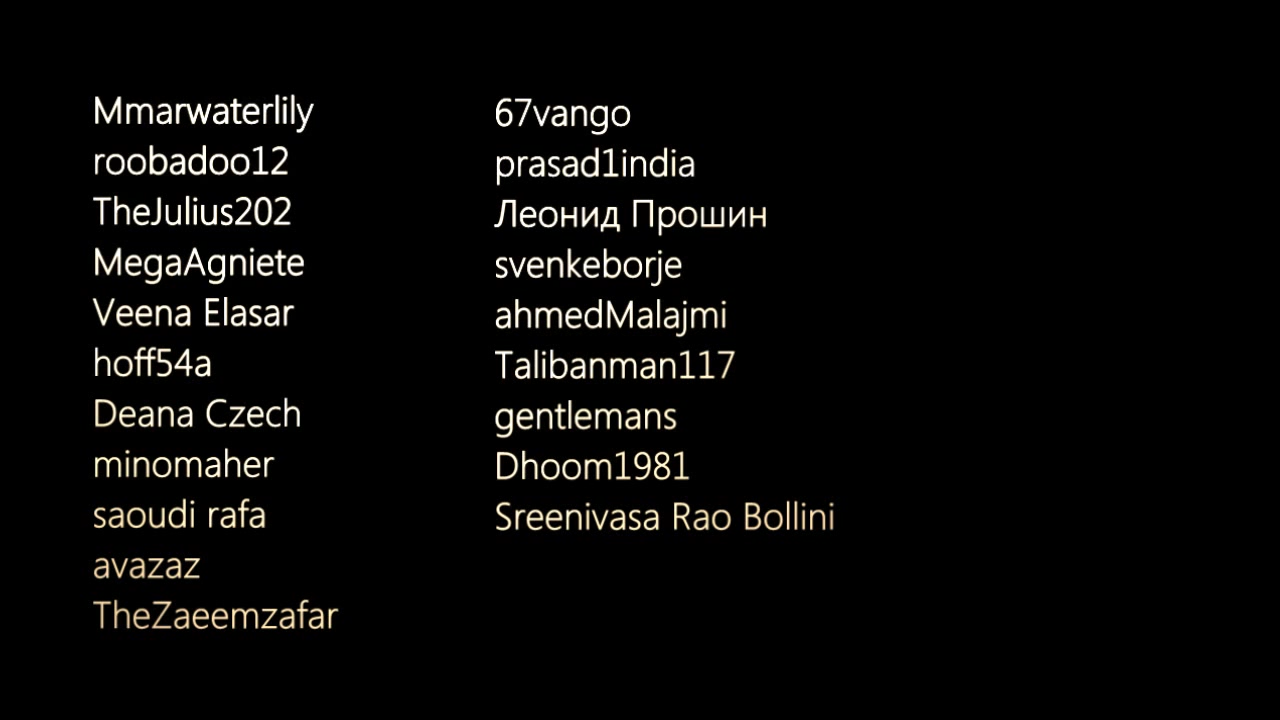 Mmarwaterlily
roobadoo12
TheJulius202
MegaAgniete
Veena Elasar
hoff54a
Deana Czech
minomaher
saoudi rafa
avazaz
TheZaeemzafar
67vango
prasad1india
Леонид Прошин
svenkeborje
ahmedMalajmi
Talibanman117
gentlemans
Dhoom1981
Sreenivasa Rao Bollini